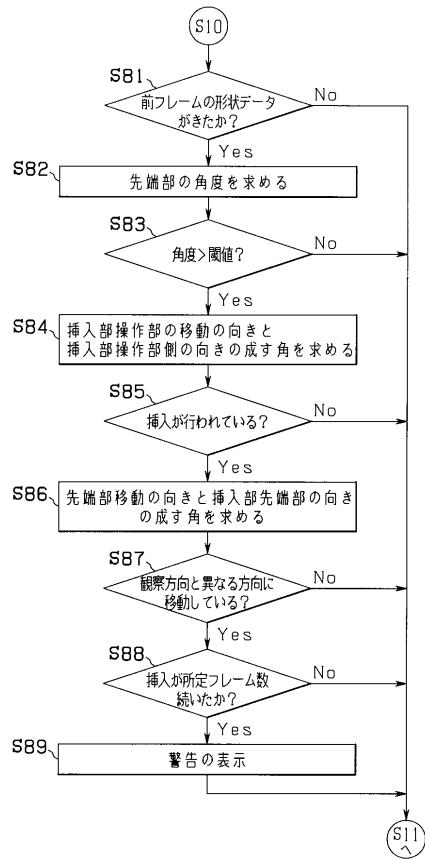 S10
S81
前フレームの形状データ
がきたか?
No
Yes
S82
先端部の角度を求める
S83
角度>閾値?
No
Yes
S84
挿入部操作部の移動の向きと
挿入部操作部側の向きの成す角を求める
S85
挿入が行われている?
No
Yes
S86
先端部移動の向きと挿入部先端部の向き
の成す角を求める
S87
観察方向と異なる方向に
移動している?
No
Yes
S88
挿入が所定フレーム数
続いたか?
No
Yes
S89
警告の表示
S11
へ